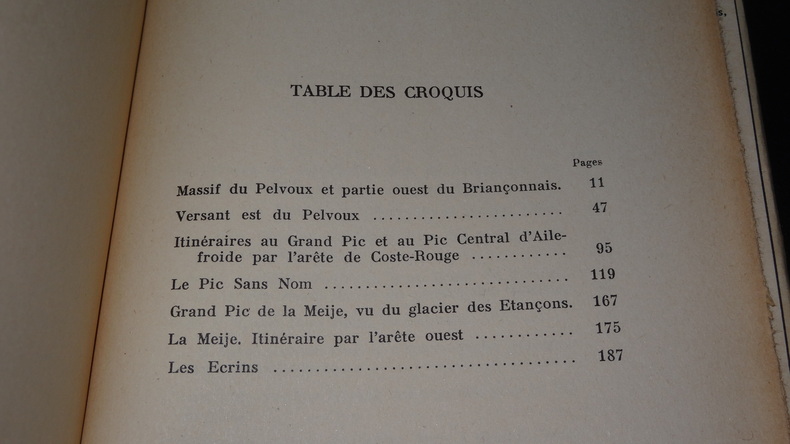 s.
TABLE DES CROQUIS
Pages
Massif du Pelvoux et partie ouest du Briançonnais. 11
Versant est du Pelvoux ........................ 47
Itinéraires au Grand Pic et au Pic Central d'Aile-
froide par l'arête de Coste-Rouge ............ 95
Le Pic Sans Nom .............................. 119
Grand Pic de la Meije, vu du glacier des Etançons. 167
La Meije. Itinéraire par l'arête ouest ............ 175
Les Ecrins ..................................... 187